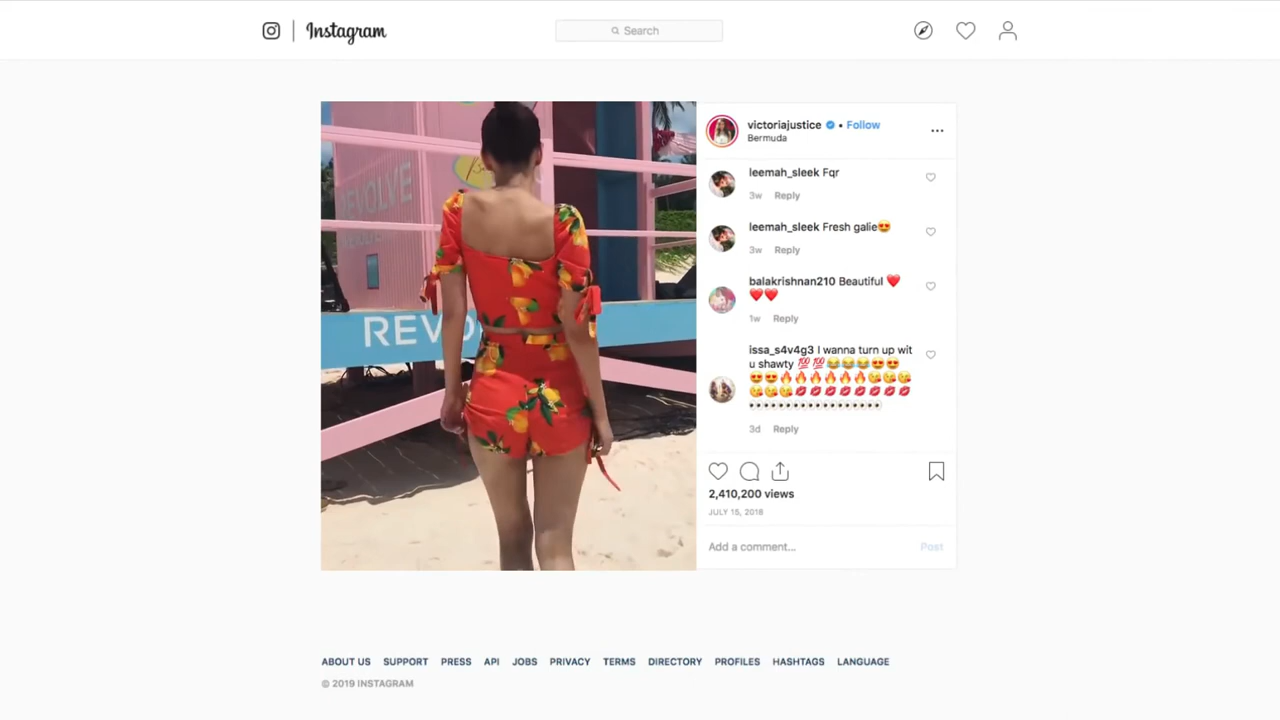 Instagram
Search
REVOLVE
REVO
victoriajustice • Follow
Bermuda
leemah_sleek Fqr
3w Reply
leemah_sleek Fresh galie😍
3w Reply
balakrishnan210 Beautiful ❤️
❤️❤️
1w Reply
issa_s4v4g3 I wanna turn up wit
u shawty 💯💯😂😂😂😍😍
😍😍🔥🔥🔥🔥🔥🔥😘😘😘
😘😘😘💋💋💋💋💋💋💋💋
3d Reply
2,410,200 views
JULY 15, 2018
Add a comment... Post
ABOUT US SUPPORT PRESS API JOBS PRIVACY TERMS DIRECTORY PROFILES HASHTAGS LANGUAGE
© 2019 INSTAGRAM